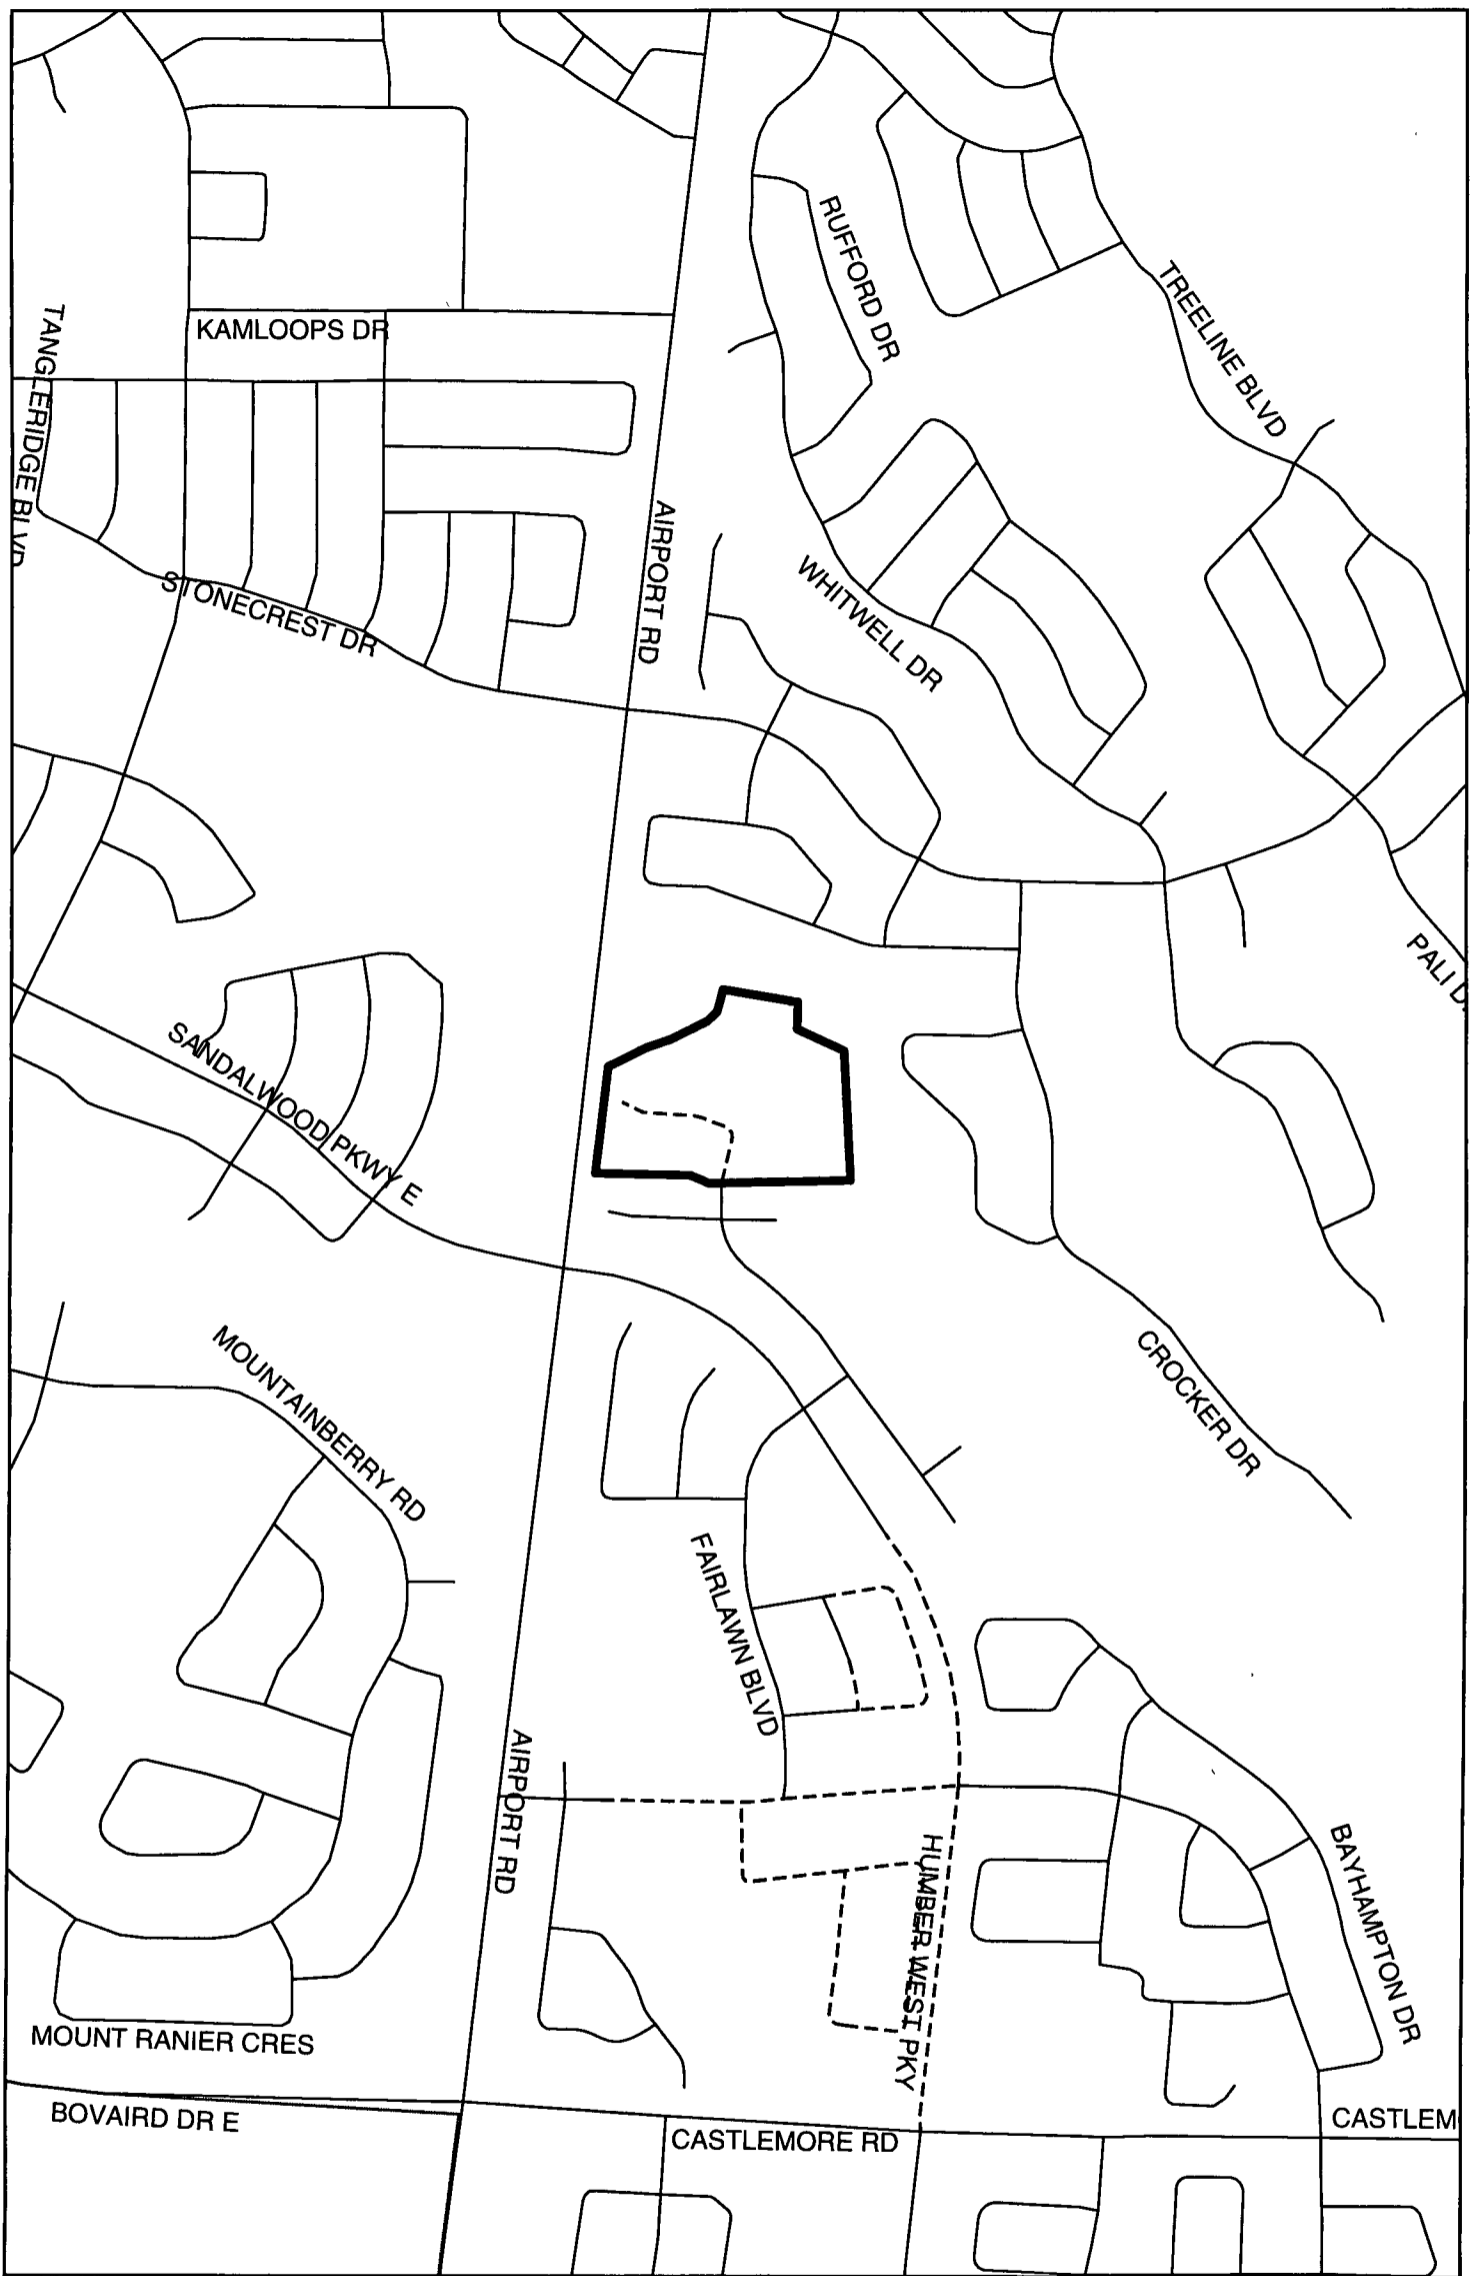 RUFFORD DR
TREELINE BLVD
TANGLERIDGE BLVD
KAMLOOPS DR
AIRPORT RD
STONECREST DR
WHITWELL DR
PALI D
SANDALWOOD PKWY E
MOUNTAINBERRY RD
CROCKER DR
FAIRLAWN BLVD
AIRPORT RD
HUMBER WEST PKY
BAYHAMPTON DR
MOUNT RANIER CRES
BOVAIRD DR E
CASTLEMORE RD
CASTLEM